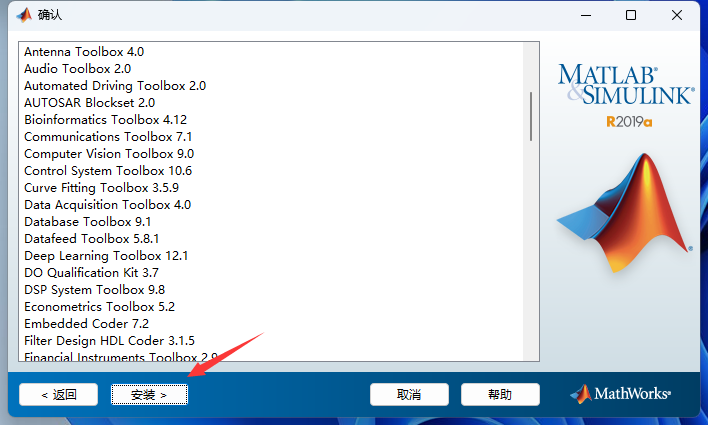 确认
Antenna Toolbox 4.0
Audio Toolbox 2.0
Automated Driving Toolbox 2.0
AUTOSAR Blockset 2.0
Bioinformatics Toolbox 4.12
Communications Toolbox 7.1
Computer Vision Toolbox 9.0
Control System Toolbox 10.6
Curve Fitting Toolbox 3.5.9
Data Acquisition Toolbox 4.0
Database Toolbox 9.1
Datafeed Toolbox 5.8.1
Deep Learning Toolbox 12.1
DO Qualification Kit 3.7
DSP System Toolbox 9.8
Econometrics Toolbox 5.2
Embedded Coder 7.2
Filter Design HDL Coder 3.1.5
Financial Instruments Toolbox 2.9
MATLAB®
&SIMULINK®
R2019a
< 返回
安装 >
取消
帮助
MathWorks®